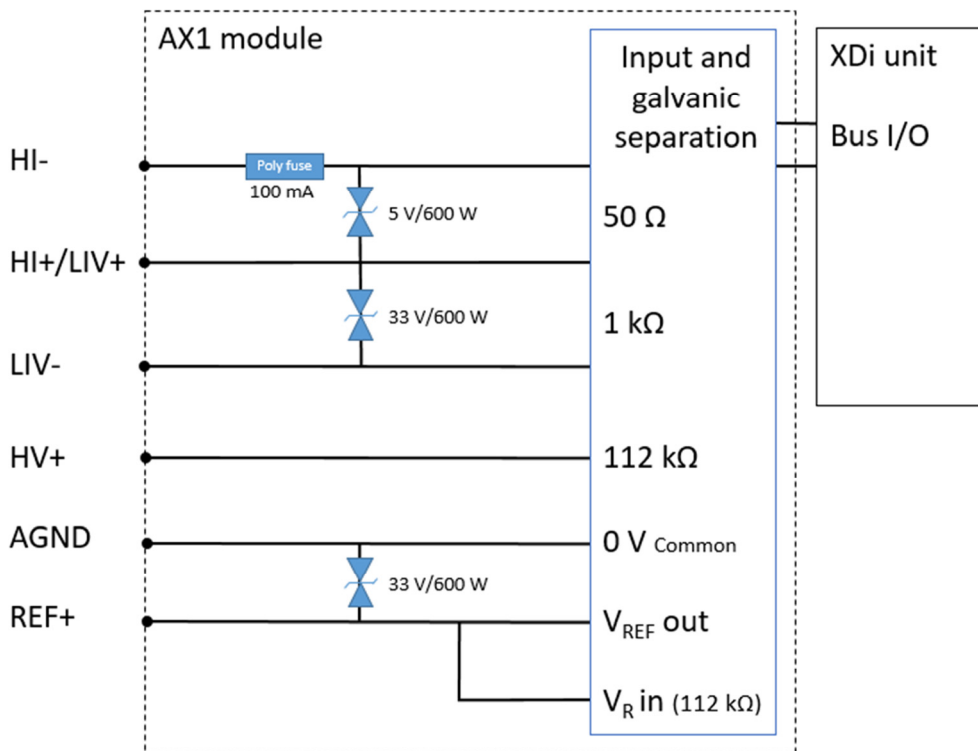 AX1 module
Input and
galvanic
separation
XDi unit
Bus I/O
HI-
Poly fuse
100 mA
5 V/600 W
50 Ω
HI+/LIV+
33 V/600 W
1 kΩ
LIV-
HV+
112 kΩ
AGND
0 V Common
33 V/600 W
REF+
VREF out
VR in (112 kΩ)